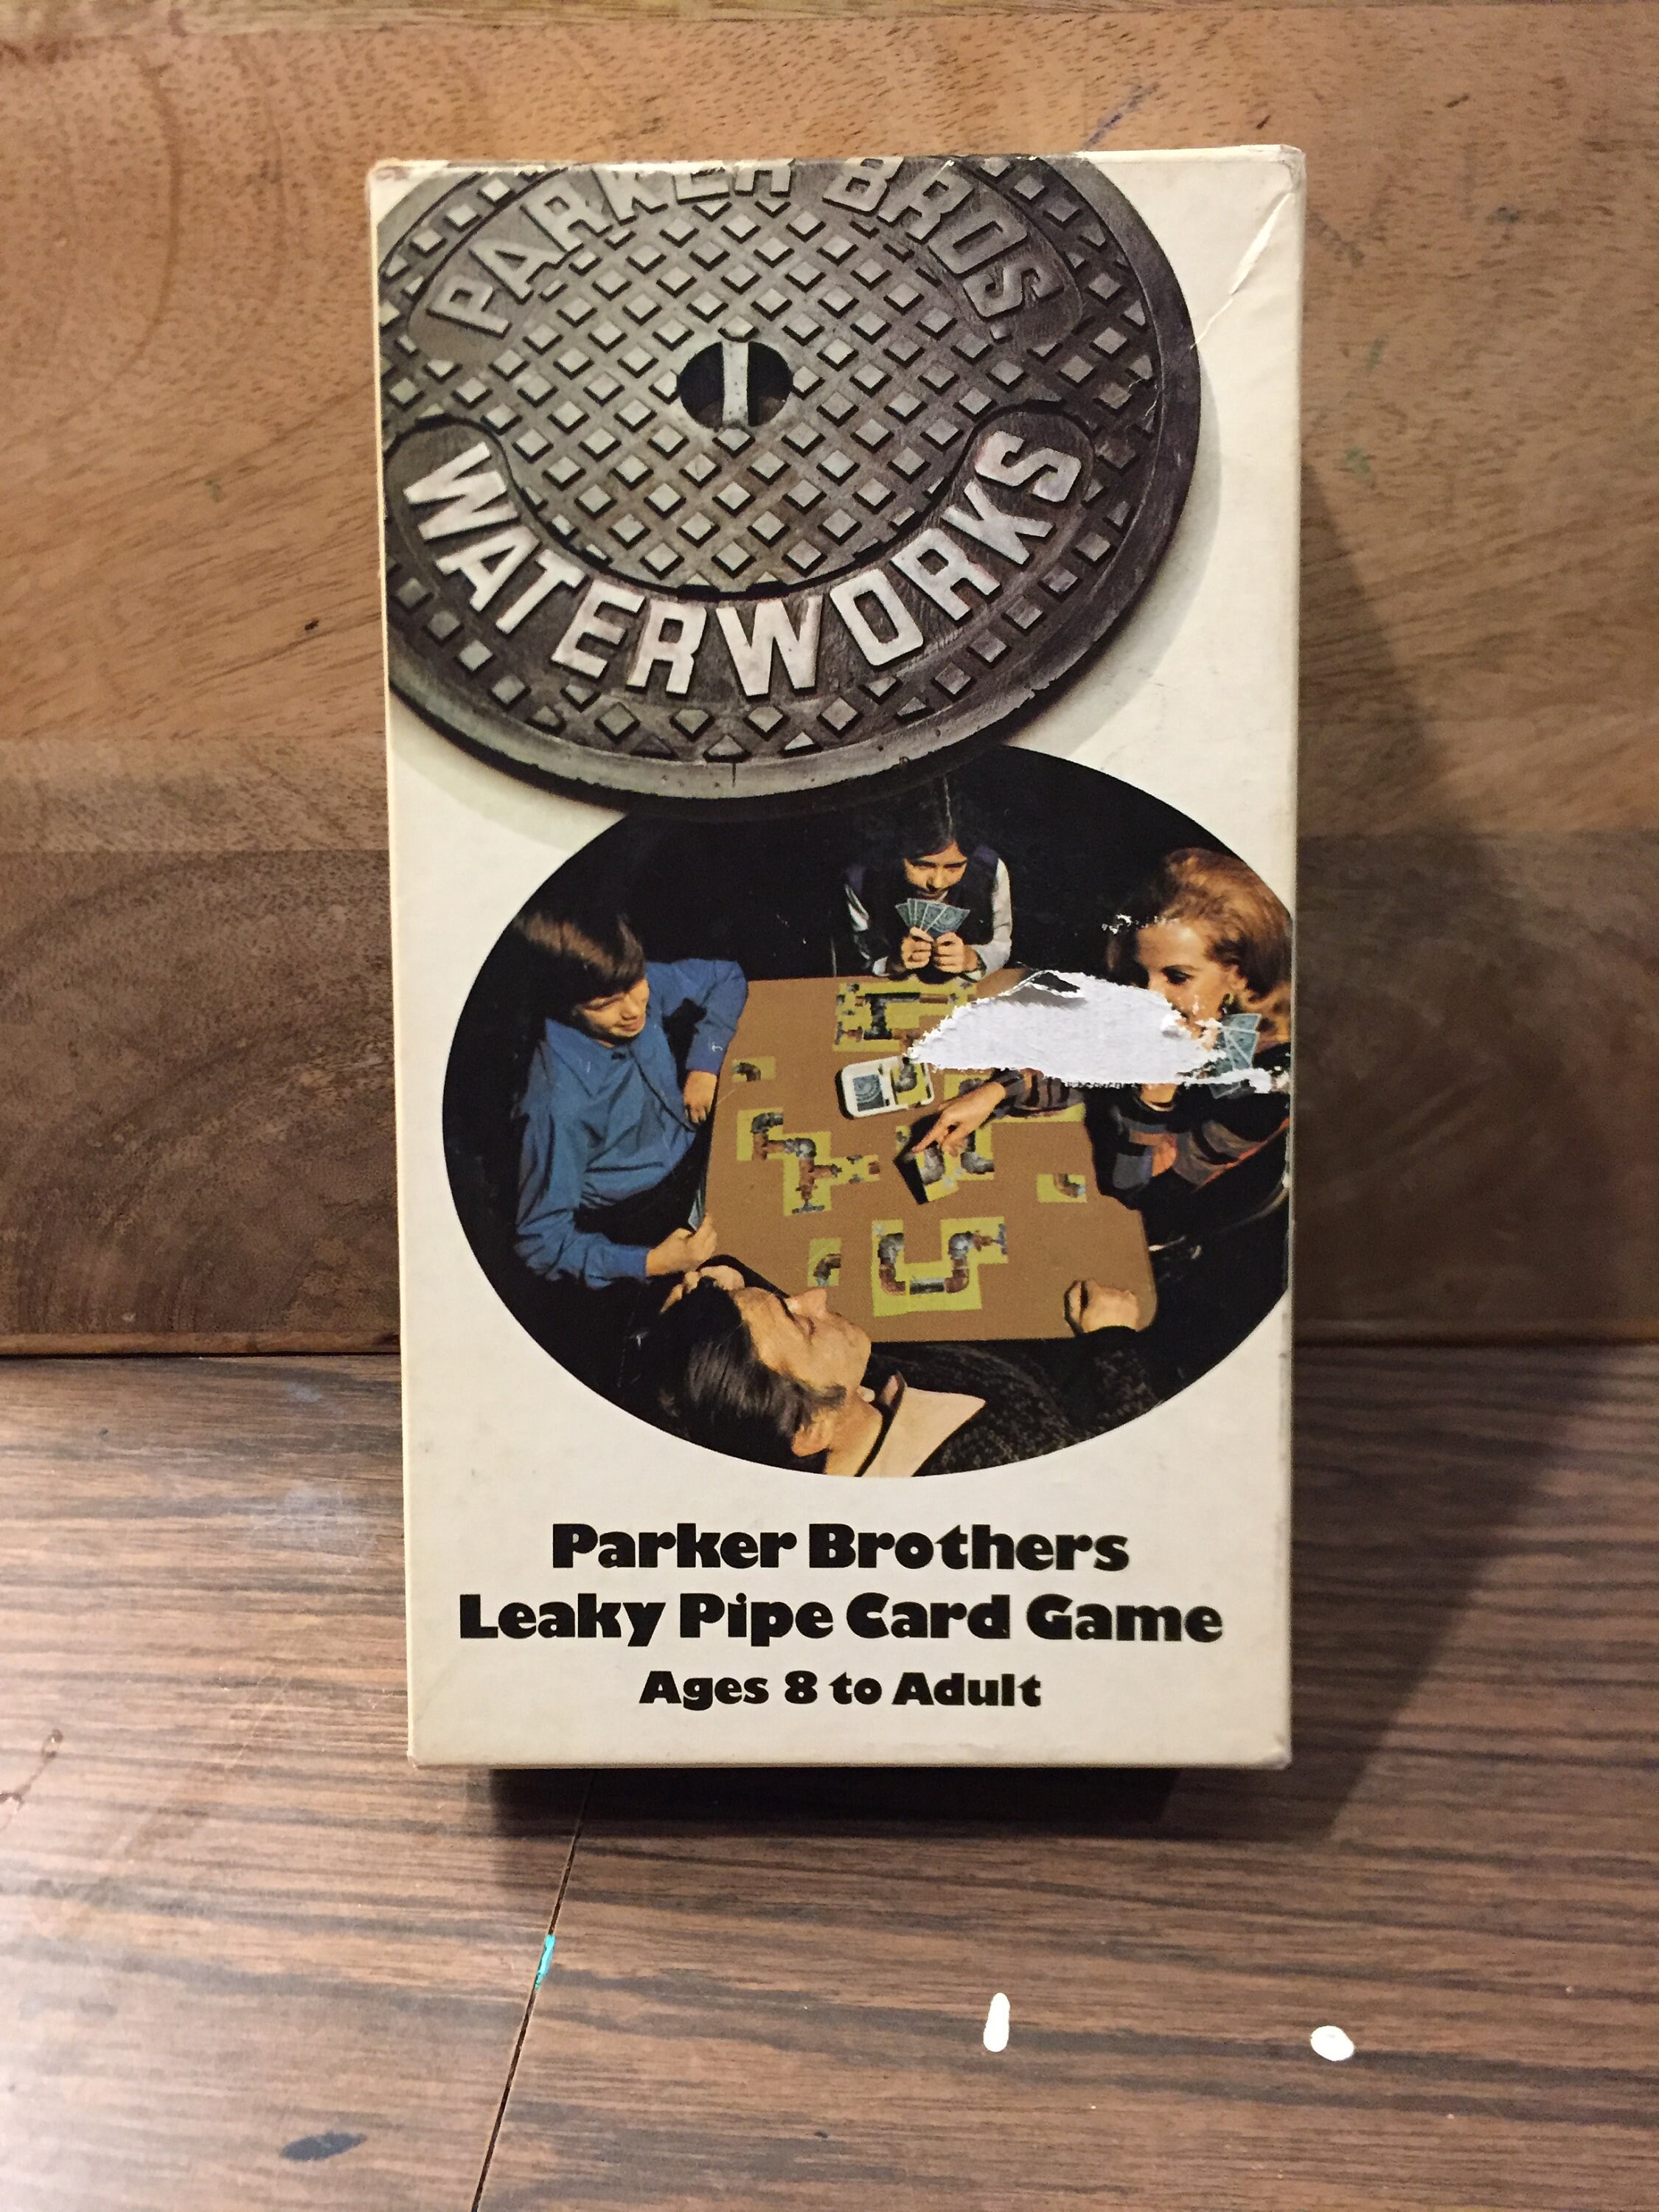 PARKER BROS.
WATERWORKS
Parker Brothers
Leaky Pipe Card Game
Ages 8 to Adult